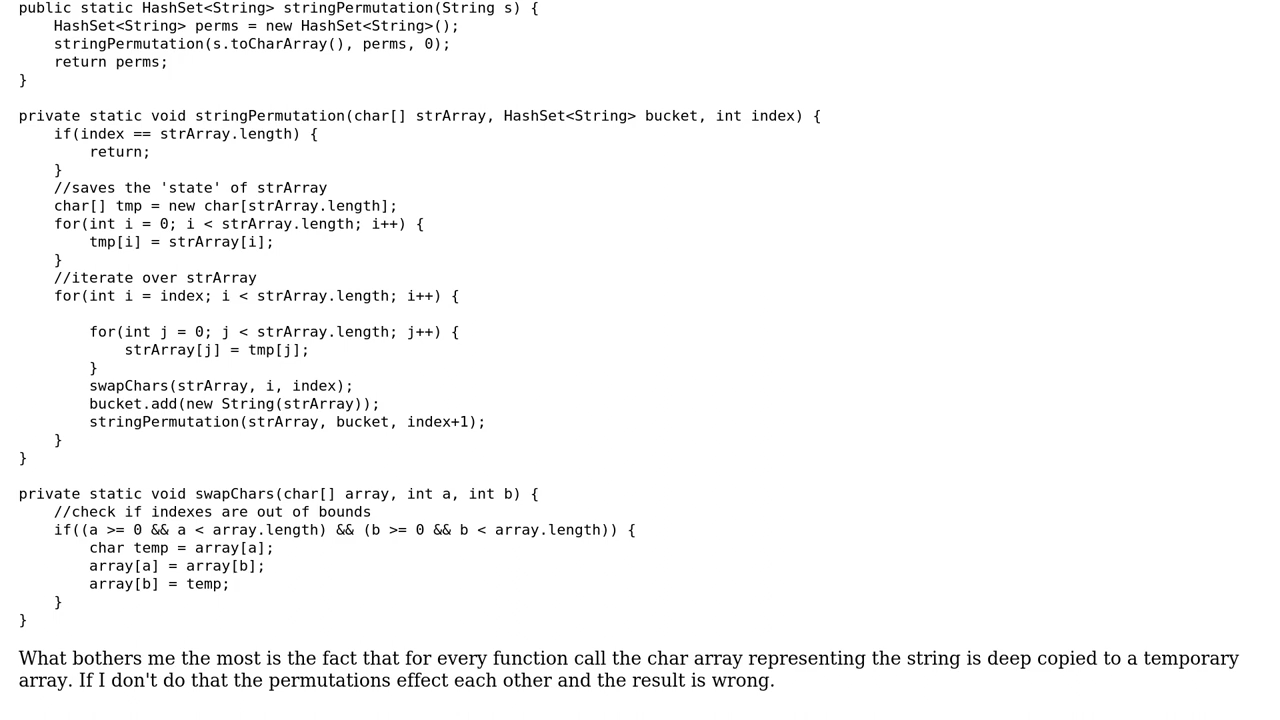 public static HashSet<String> stringPermutation(String s) {
    HashSet<String> perms = new HashSet<String>();
    stringPermutation(s.toCharArray(), perms, 0);
    return perms;
}

private static void stringPermutation(char[] strArray, HashSet<String> bucket, int index) {
    if(index == strArray.length) {
        return;
    }
    //saves the 'state' of strArray
    char[] tmp = new char[strArray.length];
    for(int i = 0; i < strArray.length; i++) {
        tmp[i] = strArray[i];
    }
    //iterate over strArray
    for(int i = index; i < strArray.length; i++) {

        for(int j = 0; j < strArray.length; j++) {
            strArray[j] = tmp[j];
        }
        swapChars(strArray, i, index);
        bucket.add(new String(strArray));
        stringPermutation(strArray, bucket, index+1);
    }
}

private static void swapChars(char[] array, int a, int b) {
    //check if indexes are out of bounds
    if((a >= 0 && a < array.length) && (b >= 0 && b < array.length)) {
        char temp = array[a];
        array[a] = array[b];
        array[b] = temp;
    }
}

What bothers me the most is the fact that for every function call the char array representing the string is deep copied to a temporary
array. If I don't do that the permutations effect each other and the result is wrong.